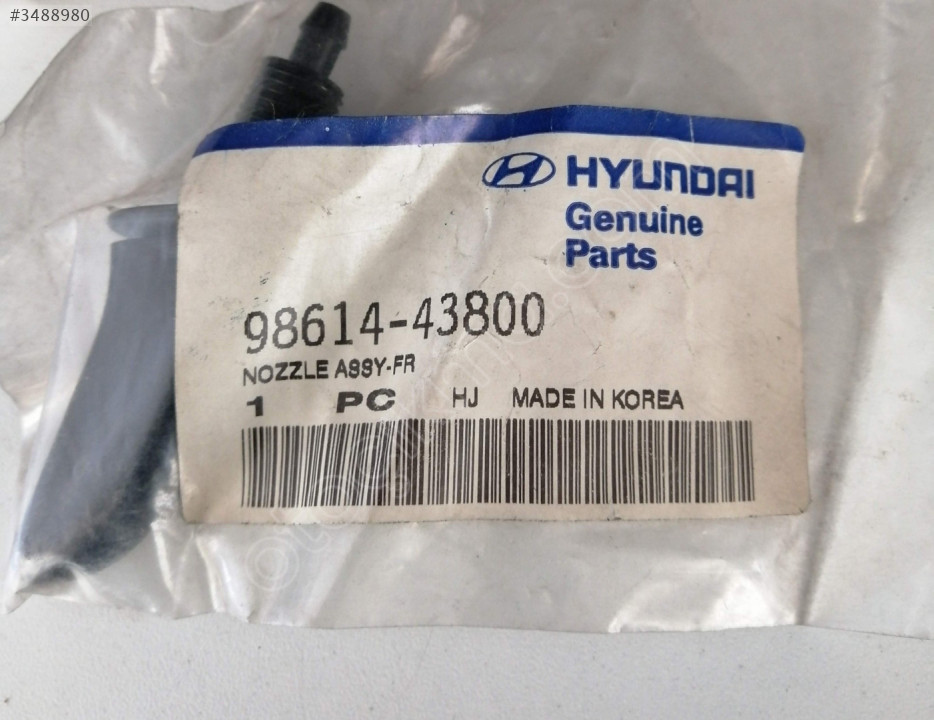 #3488980
HYUNDAI
Genuine
Parts
98614-43800
NOZZLE ASSY-FR
1 PC HJ MADE IN KOREA